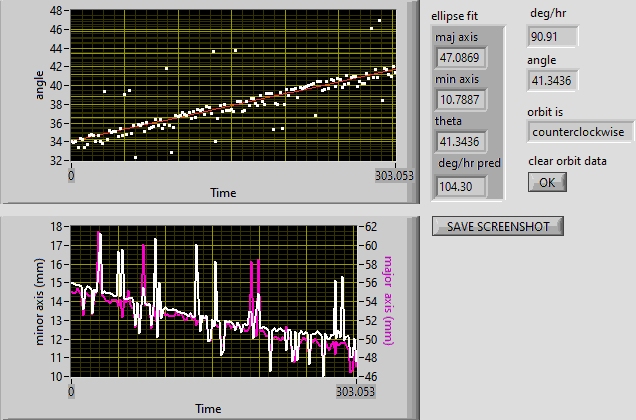 48
46
44
42
40
38
36
34
32
angle
0
303.053
Time
ellipse fit
maj axis
47.0869
min axis
10.7887
theta
41.3436
deg/hr pred
104.30
deg/hr
90.91
angle
41.3436
orbit is
counterclockwise
clear orbit data
OK
SAVE SCREENSHOT
18
17
16
15
14
13
12
11
10
minor axis (mm)
62
60
58
56
54
52
50
48
46
major axis (mm)
0
303.053
Time